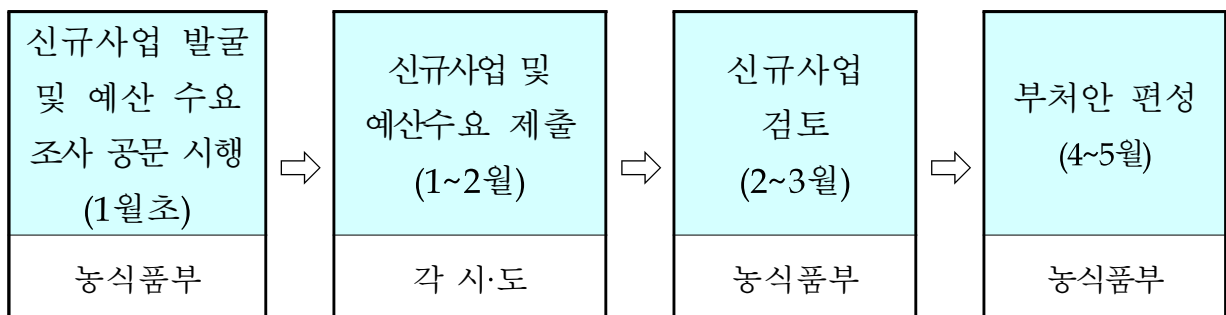 신규사업 발굴
및 예산 수요
조사 공문 시행
(1월초)
농식품부
⇨
신규사업 및
예산수요 제출
(1~2월)
각 시·도
⇨
신규사업
검토
(2~3월)
농식품부
⇨
부처안 편성
(4~5월)
농식품부